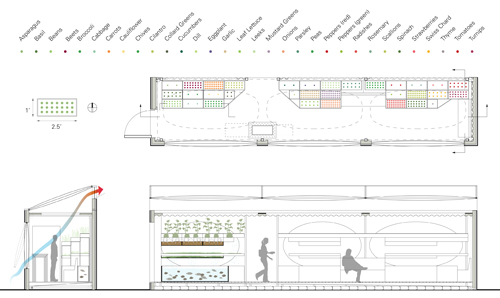 Asparagus
Basil
Beans
Beets
Broccoli
Cabbage
Carrots
Cauliflower
Chives
Cilantro
Collard Greens
Cucumbers
Dill
Eggplant
Garlic
Leaf Lettuce
Leeks
Mustard Greens
Onions
Parsley
Peas
Peppers (red)
Peppers (green)
Radishes
Rosemary
Scallions
Spinach
Strawberries
Swiss Chard
Thyme
Tomatoes
Turnips
1'
2.5'